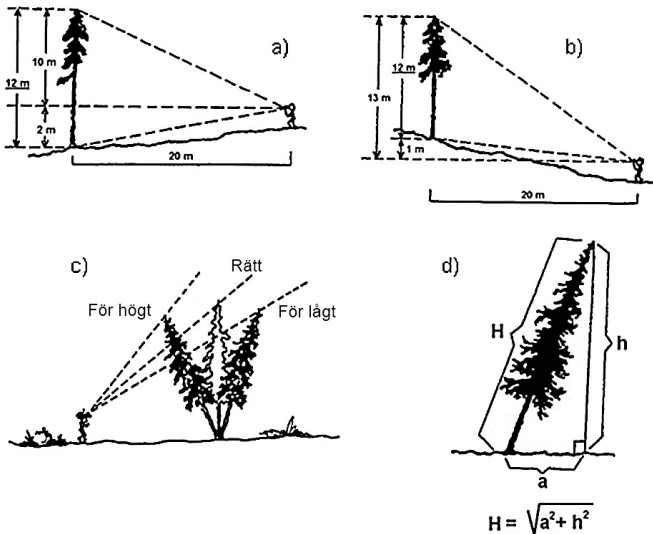 a)
10 m
12 m
2 m
20 m
b)
12 m
13 m
1 m
20 m
c)
Rätt
För högt
För lågt
d)
H
h
a
H = √a² + h²